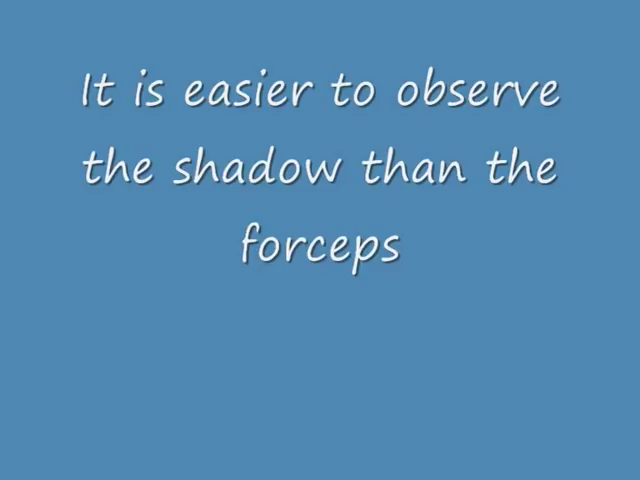 It is easier to observe
the shadow than the
forceps